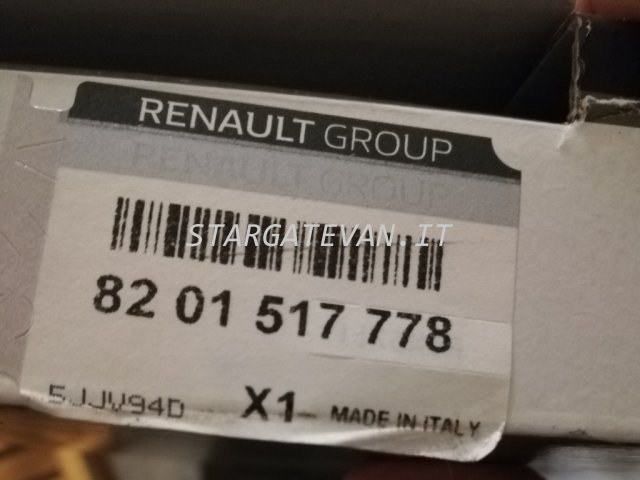 RENAULT GROUP
RENAULT GROUP
STARGATEVAN.IT
82 01 517 778
5JJV94D X1 MADE IN ITALY